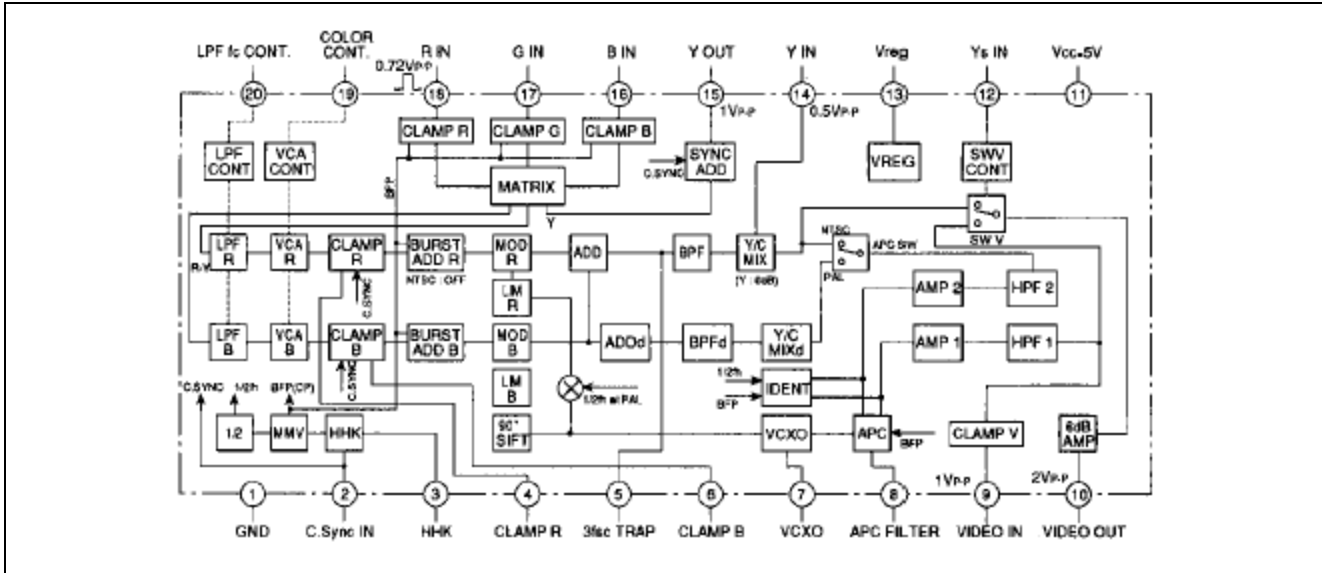 LPF fc CONT.
COLOR
CONT.
R IN
G IN
B IN
Y OUT
Y IN
Vreg
Ys IN
Vcc=5V
0.72VP-P
20
19
18
17
16
15
14
13
12
11
1VP-P
0.5VP-P
CLAMP R
CLAMP G
CLAMP B
LPF
CONT
VCA
CONT
BFP
C.SYNC
SYNC
ADD
VREG
SWV
CONT
MATRIX
Y
NTSC
SW V
R/Y
LPF
R
VCA
R
CLAMP
R
BURST
ADD R
MOD
R
ADD
BPF
Y/C
MIX
APC SW
NTSC : OFF
(Y : 6dB)
PAL
C.SYNC
LM
R
AMP 2
HPF 2
LPF
B
VCA
B
CLAMP
B
BURST
ADD B
MOD
B
ADOd
BPFd
Y/C
MIXd
AMP 1
HPF 1
C.SYNC
1/2h
BFP(CP)
C.SYNC
LM
B
1/2h at PAL
1/2h
BFP
IDENT
1/2
MMV
HHK
90°
SIFT
VCXO
APC
BFP
CLAMP V
6dB
AMP
1VP-P
2VP-P
1
2
3
4
5
6
7
8
9
10
GND
C.Sync IN
HHK
CLAMP R
3fsc TRAP
CLAMP B
VCXO
APC FILTER
VIDEO IN
VIDEO OUT